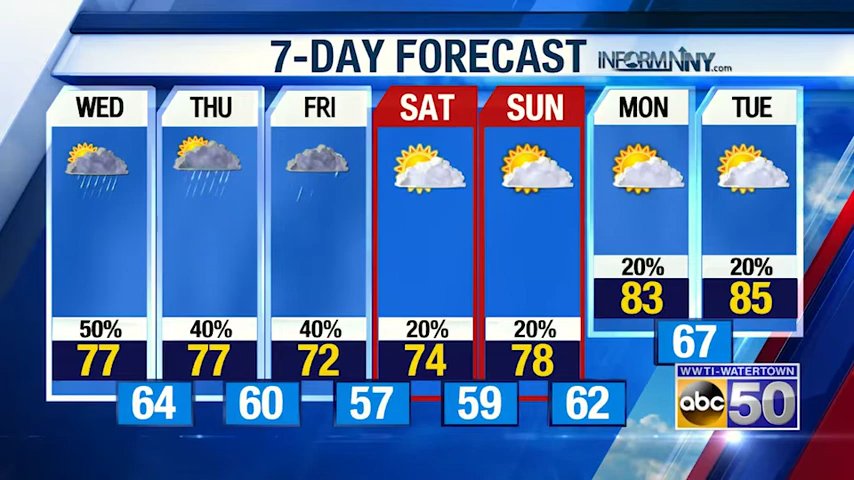 7-DAY FORECAST INFORMNNY.com
WED THU FRI SAT SUN MON TUE
20% 20%
83 85
50% 40% 40% 20% 20%
77 77 72 74 78
67
64 60 57 59 62
WWTI-WATERTOWN
abc 50